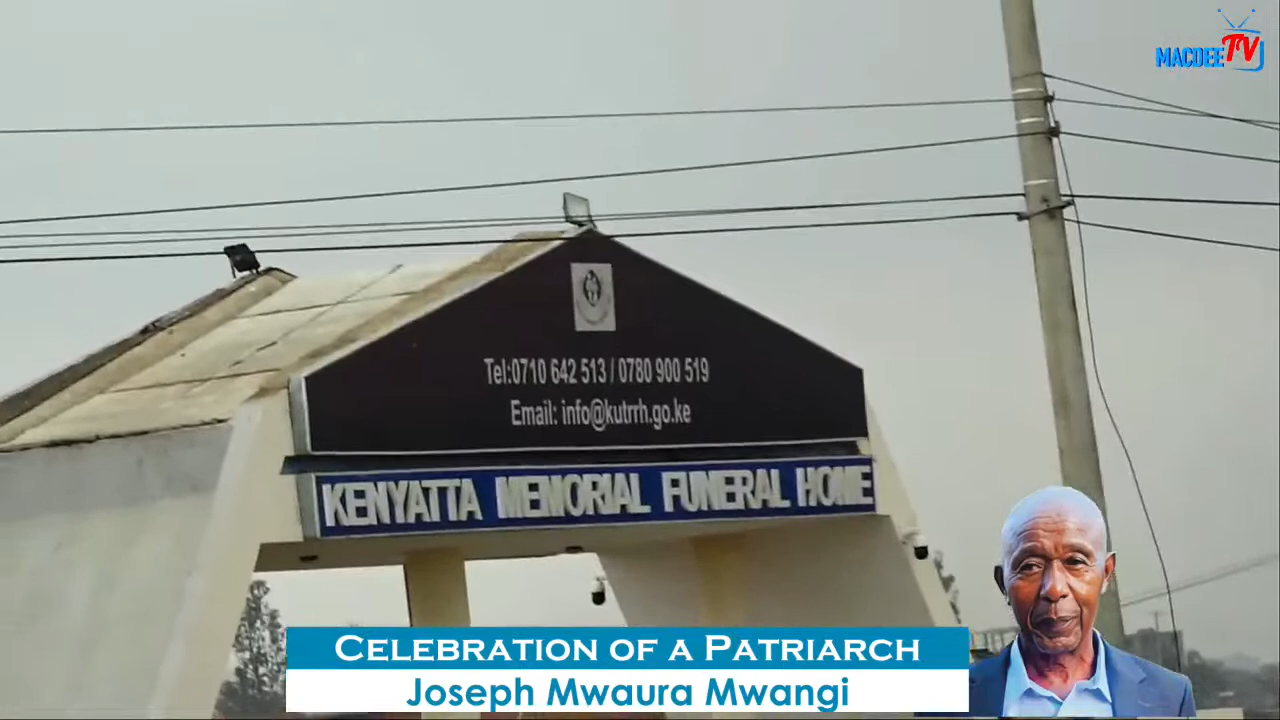 MACDEE TV
Tel:0710 642 513 / 0780 900 519
Email: info@kutrrh.go.ke
KENYATTA MEMORIAL FUNERAL HOME
CELEBRATION OF A PATRIARCH
Joseph Mwaura Mwangi